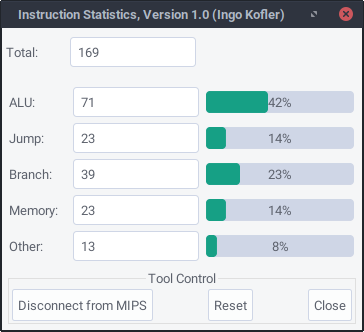 Instruction Statistics, Version 1.0 (Ingo Kofler)
Total: 169
ALU: 71 42%
Jump: 23 14%
Branch: 39 23%
Memory: 23 14%
Other: 13 8%
Tool Control
Disconnect from MIPS Reset Close